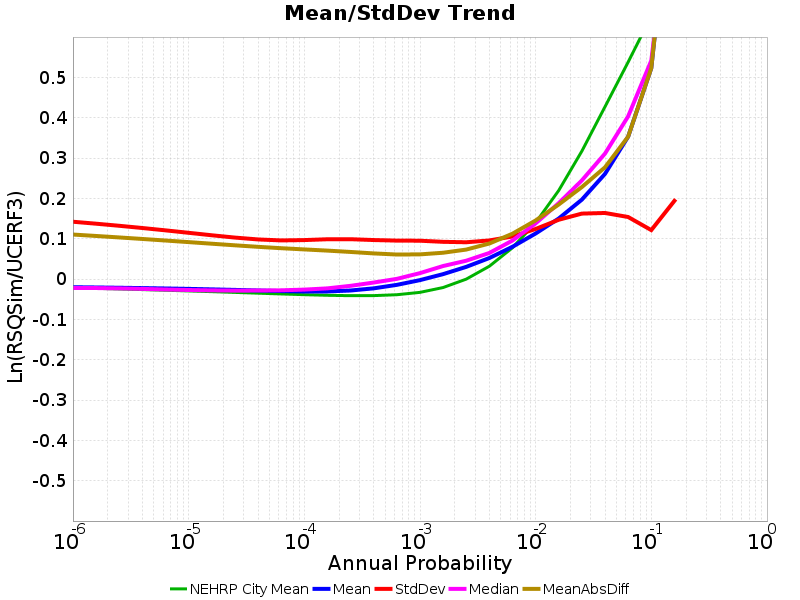 Mean/StdDev Trend
Ln(RSQSim/UCERF3)
0.5
0.4
0.3
0.2
0.1
0
-0.1
-0.2
-0.3
-0.4
-0.5
10^-6 10^-5 10^-4 10^-3 10^-2 10^-1 10^0
Annual Probability
NEHRP City Mean Mean StdDev Median MeanAbsDiff